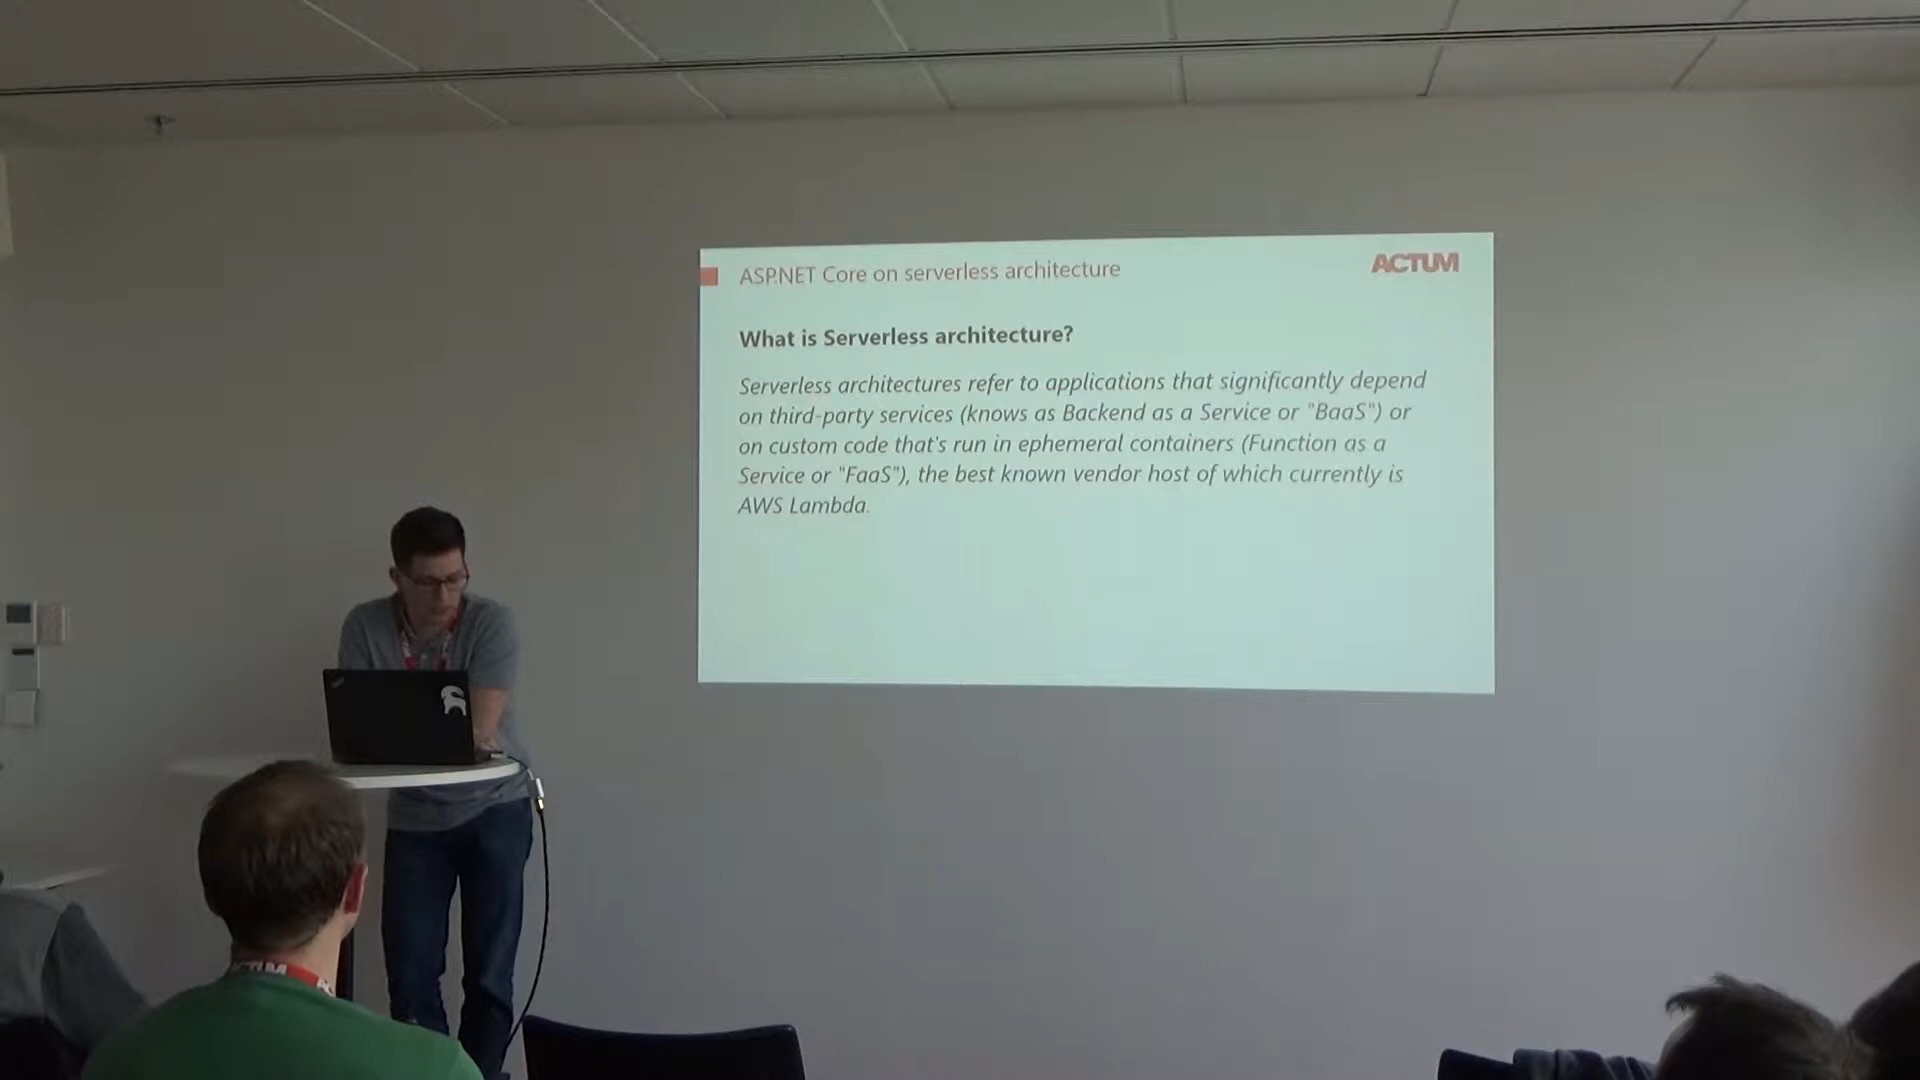 ASP.NET Core on serverless architecture
ACTUM
What is Serverless architecture?
Serverless architectures refer to applications that significantly depend
on third-party services (knows as Backend as a Service or "BaaS") or
on custom code that's run in ephemeral containers (Function as a
Service or "FaaS"), the best known vendor host of which currently is
AWS Lambda.